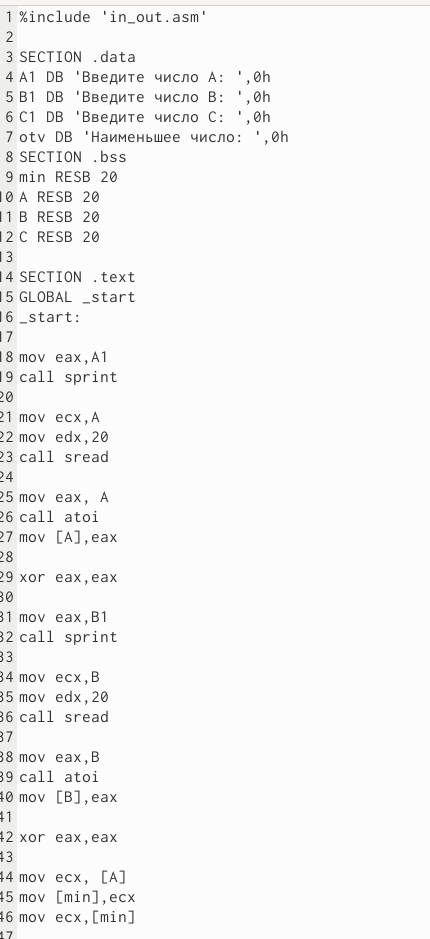 1 %include 'in_out.asm'
2
3 SECTION .data
4 A1 DB 'Введите число A: ',0h
5 B1 DB 'Введите число B: ',0h
6 C1 DB 'Введите число C: ',0h
7 otv DB 'Наименьшее число: ',0h
8 SECTION .bss
9 min RESB 20
10 A RESB 20
11 B RESB 20
12 C RESB 20
13
14 SECTION .text
15 GLOBAL _start
16 _start:
17
18 mov eax,A1
19 call sprint
20
21 mov ecx,A
22 mov edx,20
23 call sread
24
25 mov eax, A
26 call atoi
27 mov [A],eax
28
29 xor eax,eax
30
31 mov eax,B1
32 call sprint
33
34 mov ecx,B
35 mov edx,20
36 call sread
37
38 mov eax,B
39 call atoi
40 mov [B],eax
41
42 xor eax,eax
43
44 mov ecx, [A]
45 mov [min],ecx
46 mov ecx,[min]
47